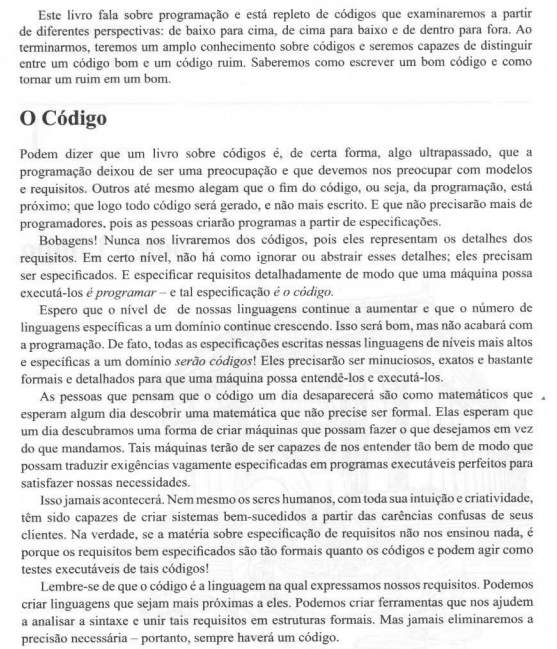 Este livro fala sobre programação e está repleto de códigos que examinaremos a partir
de diferentes perspectivas: de baixo para cima, de cima para baixo e de dentro para fora. Ao
terminarmos, teremos um amplo conhecimento sobre códigos e seremos capazes de distinguir
entre um código bom e um código ruim. Saberemos como escrever um bom código e como
tornar um ruim em um bom.
O Código
Podem dizer que um livro sobre códigos é, de certa forma, algo ultrapassado, que a
programação deixou de ser uma preocupação e que devemos nos preocupar com modelos
e requisitos. Outros até mesmo alegam que o fim do código, ou seja, da programação, está
próximo; que logo todo código será gerado, e não mais escrito. E que não precisarão mais de
programadores, pois as pessoas criarão programas a partir de especificações.
Bobagens! Nunca nos livraremos dos códigos, pois eles representam os detalhes dos
requisitos. Em certo nível, não há como ignorar ou abstrair esses detalhes; eles precisam
ser especificados. E especificar requisitos detalhadamente de modo que uma máquina possa
executá-los é programar – e tal especificação é o código.
Espero que o nível de de nossas linguagens continue a aumentar e que o número de
linguagens específicas a um domínio continue crescendo. Isso será bom, mas não acabará com
a programação. De fato, todas as especificações escritas nessas linguagens de níveis mais altos
e específicas a um domínio serão códigos! Eles precisarão ser minuciosos, exatos e bastante
formais e detalhados para que uma máquina possa entendê-los e executá-los.
As pessoas que pensam que o código um dia desaparecerá são como matemáticos que
esperam algum dia descobrir uma matemática que não precise ser formal. Elas esperam que
um dia descubramos uma forma de criar máquinas que possam fazer o que desejamos em vez
do que mandamos. Tais máquinas terão de ser capazes de nos entender tão bem de modo que
possam traduzir exigências vagamente especificadas em programas executáveis perfeitos para
satisfazer nossas necessidades.
Isso jamais acontecerá. Nem mesmo os seres humanos, com toda sua intuição e criatividade,
têm sido capazes de criar sistemas bem-sucedidos a partir das carências confusas de seus
clientes. Na verdade, se a matéria sobre especificação de requisitos não nos ensinou nada, é
porque os requisitos bem especificados são tão formais quanto os códigos e podem agir como
testes executáveis de tais códigos!
Lembre-se de que o código é a linguagem na qual expressamos nossos requisitos. Podemos
criar linguagens que sejam mais próximas a eles. Podemos criar ferramentas que nos ajudem
a analisar a sintaxe e unir tais requisitos em estruturas formais. Mas jamais eliminaremos a
precisão necessária – portanto, sempre haverá um código.